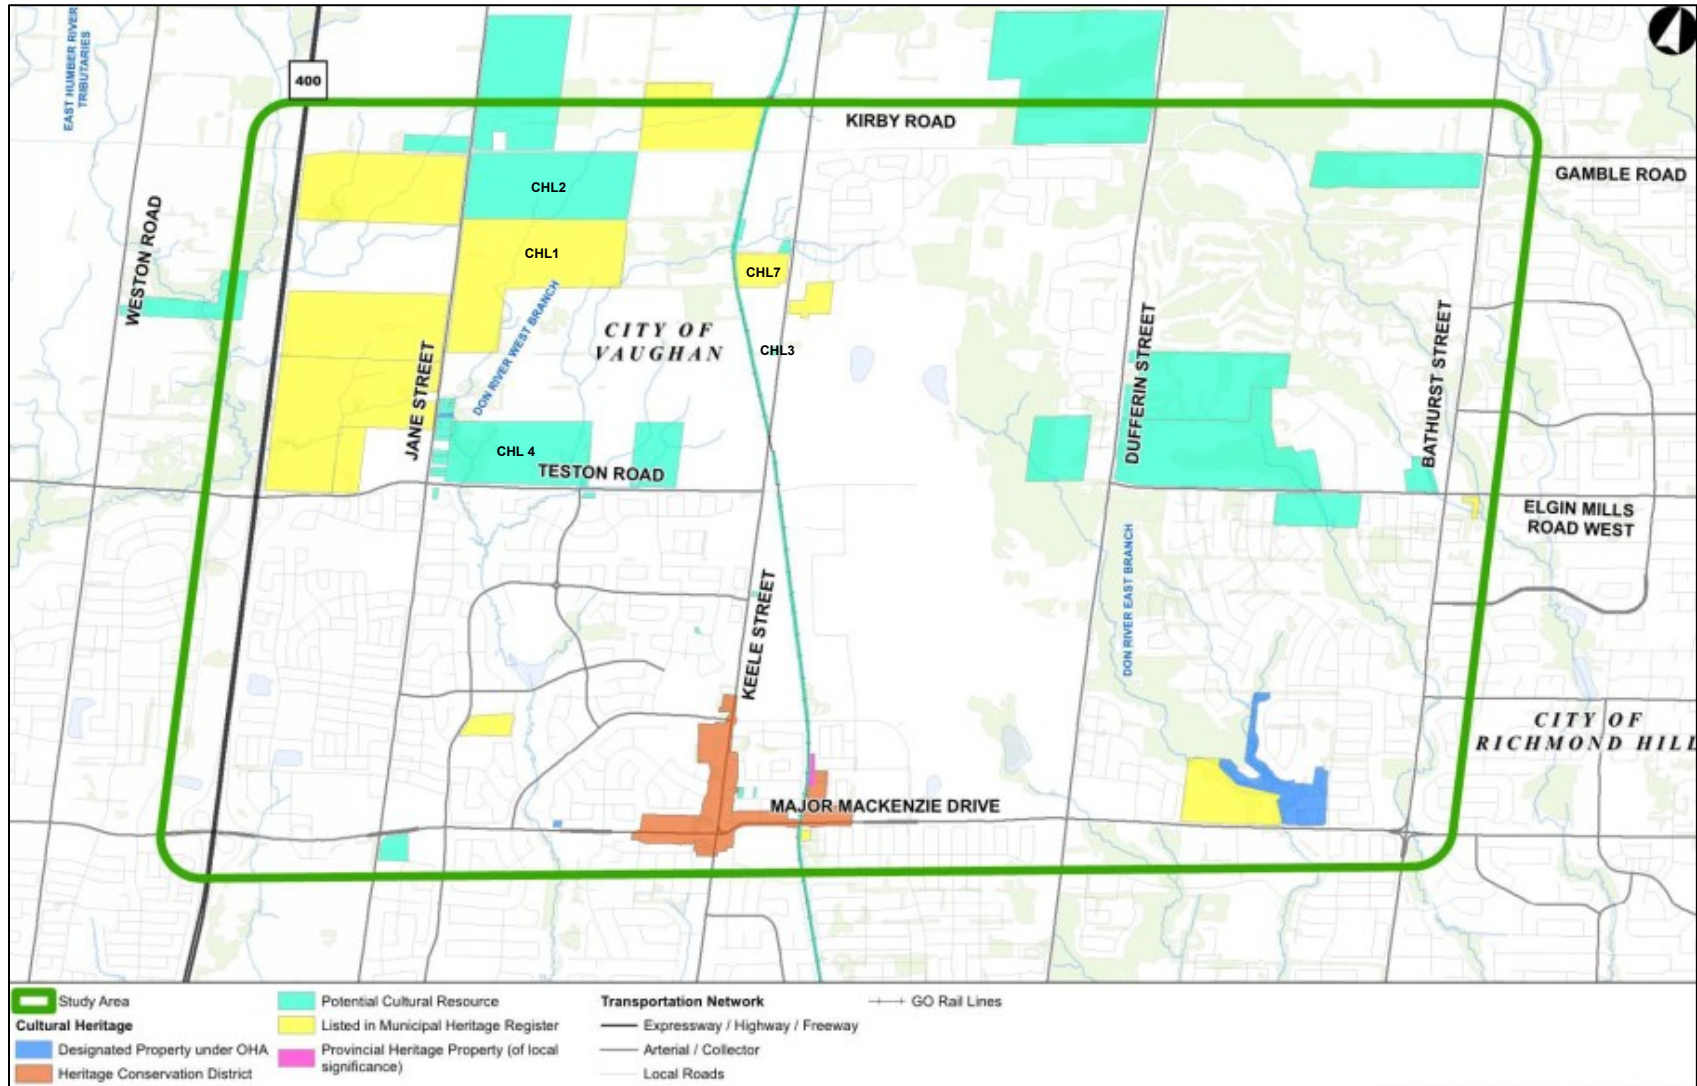 EAST HUMBER RIVER
TRIBUTARIES
400
KIRBY ROAD
GAMBLE ROAD
CHL2
WESTON ROAD
CHL1
CHL7
DON RIVER WEST BRANCH
CITY OF
VAUGHAN
CHL3
JANE STREET
DUFFERIN STREET
BATHURST STREET
CHL 4
TESTON ROAD
ELGIN MILLS
ROAD WEST
DON RIVER EAST BRANCH
KEELE STREET
CITY OF
RICHMOND HILL
MAJOR MACKENZIE DRIVE
Study Area
Cultural Heritage
Designated Property under OHA
Heritage Conservation District
Potential Cultural Resource
Listed in Municipal Heritage Register
Provincial Heritage Property (of local
significance)
Transportation Network
Expressway / Highway / Freeway
Arterial / Collector
Local Roads
GO Rail Lines